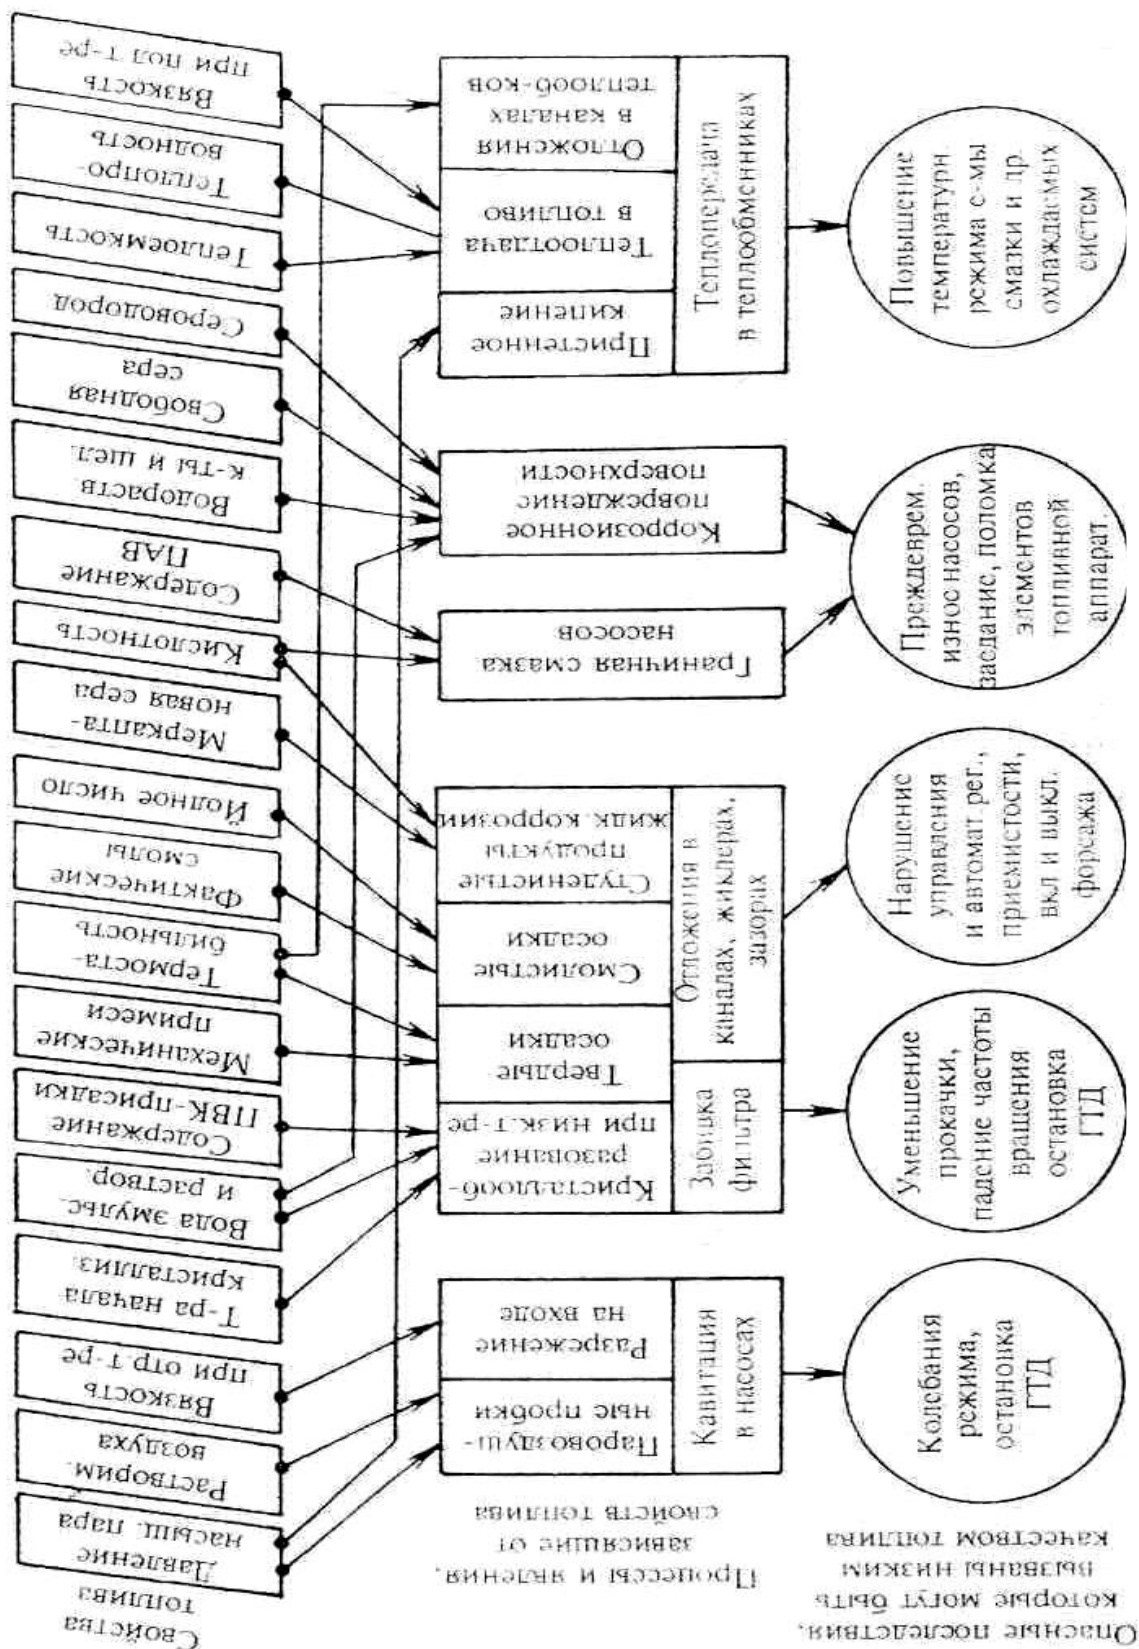 Свойства
топлива
Давление
насыщ. пара
Растворим.
воздуха
Вязкость
при отр.т-ре
Т-ра начала
кристаллиз.
Вода эмульс.
и раствор.
Содержание
ПВК-присадки
Механические
примеси
Термоста-
бильность
Фактические
смолы
Йодное число
Меркапта-
новая сера
Кислотность
Содержание
ПАВ
Водораств.
к-ты и щел.
Свободная
сера
Сероводород
Теплоемкость
Теплопро-
водность
Вязкость
при пол т-ре
Процессы и явления,
зависящие от
свойств топлива
Паровоздуш-
ные пробки
Разрежение
на входе
Кавитация
в насосах
Кристаллооб-
разование
при низк.т-ре
Твердые
осадки
Смолистые
осадки
Студенистые
продукты
жидк. коррозии
Забивка
фильтра
Отложения в
каналах, жиклерах,
зазорах
Граничная смазка
насосов
Коррозионное
повреждение
поверхности
Пристенное
кипение
Теплоотдача
в топливо
Отложения
в каналах
теплооб-ков
Теплопередача
в теплообменниках
Опасные последствия,
которые могут быть
вызваны низким
качеством топлива
Колебания
режима,
остановка
ГТД
Уменьшение
прокачки,
падение частоты
вращения
остановка
ГТД
Нарушение
управления
и автомат рег.,
приемистости,
вкл и выкл.
форсажа
Преждеврем.
износ насосов,
заедание, поломка
элементов
топливной
аппарат.
Повышение
температурн.
режима с-мы
смазки и др.
охлаждаемых
систем